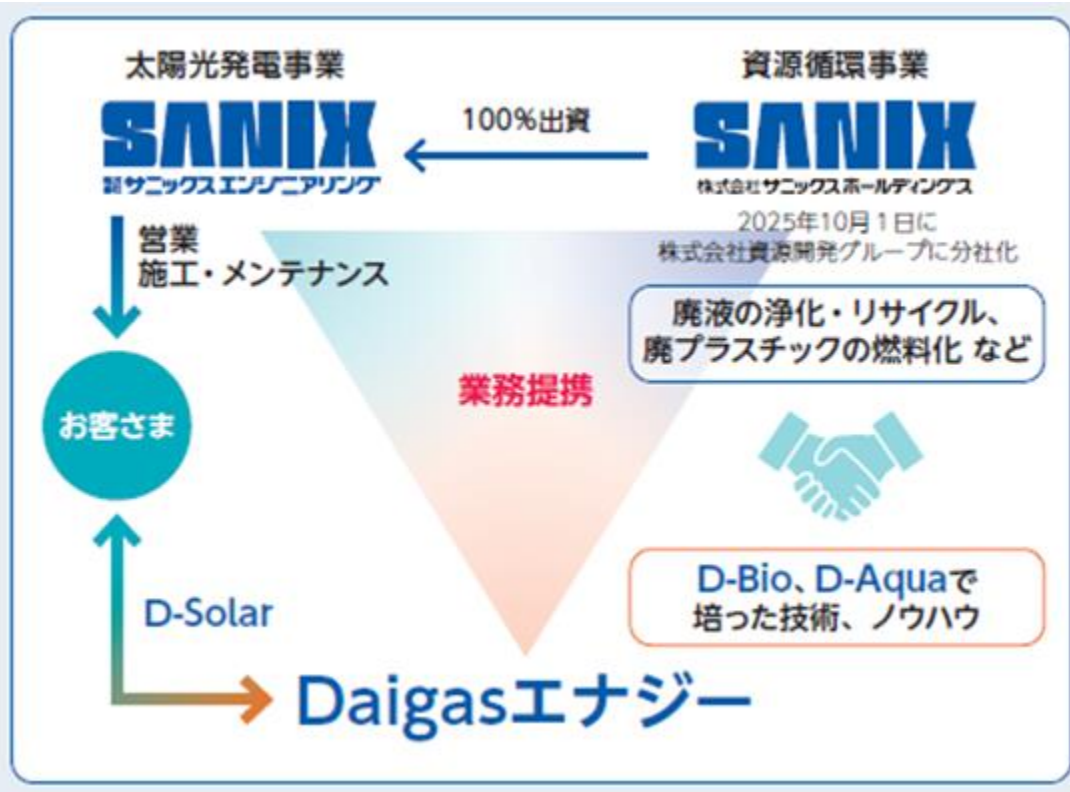 太陽光発電事業
SANIX
株式会社サニックスエンジニアリング
100%出資
資源循環事業
SANIX
株式会社サニックスホールディングス
2025年10月1日に
株式会社資源開発グループに分社化
営業
施工・メンテナンス
廃液の浄化・リサイクル、
廃プラスチックの燃料化 など
業務提携
お客さま
D-Bio、D-Aquaで
培った技術、ノウハウ
D-Solar
Daigasエナジー